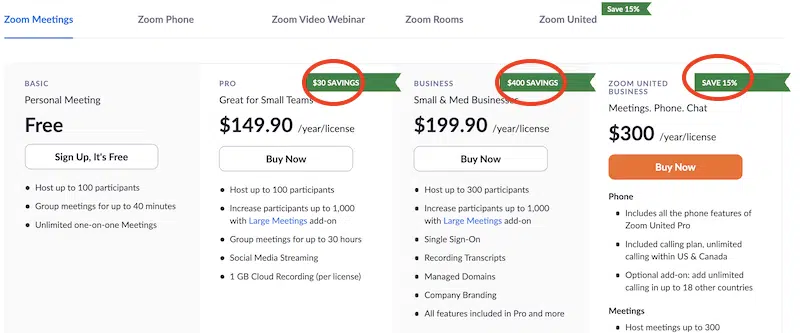 Zoom Meetings
Zoom Phone
Zoom Video Webinar
Zoom Rooms
Zoom United
Save 15%
BASIC
Personal Meeting
Free
Sign Up, It's Free
Host up to 100 participants
Group meetings for up to 40 minutes
Unlimited one-on-one Meetings
$30 SAVINGS
PRO
Great for Small Teams
$149.90 /year/license
Buy Now
Host up to 100 participants
Increase participants up to 1,000
with Large Meetings add-on
Group meetings for up to 30 hours
Social Media Streaming
1 GB Cloud Recording (per license)
$400 SAVINGS
BUSINESS
Small & Med Businesses
$199.90 /year/license
Buy Now
Host up to 300 participants
Increase participants up to 1,000
with Large Meetings add-on
Single Sign-On
Recording Transcripts
Managed Domains
Company Branding
All features included in Pro and more
SAVE 15%
ZOOM UNITED
BUSINESS
Meetings. Phone. Chat
$300 /year/license
Buy Now
Phone
Includes all the phone features of
Zoom United Pro
Included calling plan, unlimited
calling within US & Canada
Optional add-on: add unlimited
calling in up to 18 other countries
Meetings
Host meetings up to 300